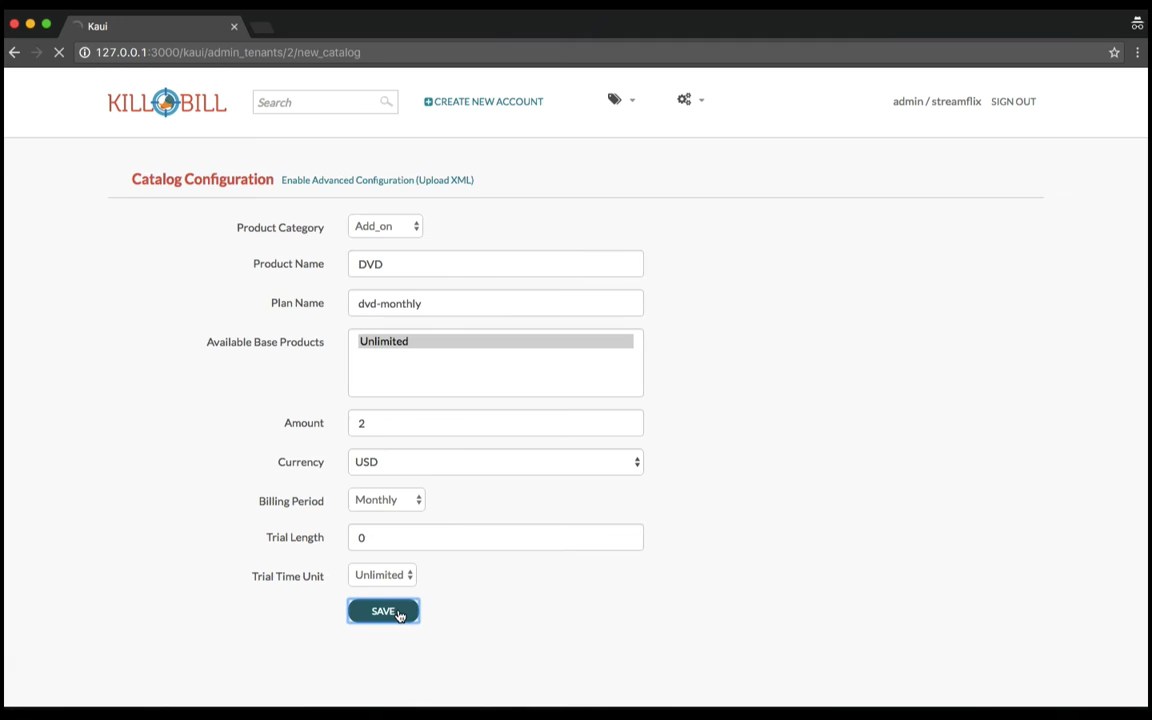 Kaui
127.0.0.1:3000/kaui/admin_tenants/2/new_catalog
KILL BILL
Search
CREATE NEW ACCOUNT
admin / streamflix SIGN OUT
Catalog Configuration Enable Advanced Configuration (Upload XML)
Product Category Add_on
Product Name DVD
Plan Name dvd-monthly
Available Base Products Unlimited
Amount 2
Currency USD
Billing Period Monthly
Trial Length 0
Trial Time Unit Unlimited
SAVE